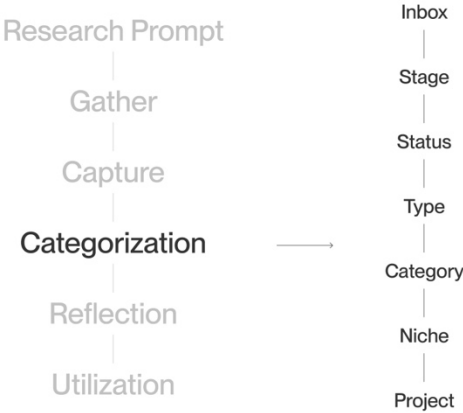 Research Prompt
Gather
Capture
Categorization
Reflection
Utilization
Inbox
Stage
Status
Type
Category
Niche
Project